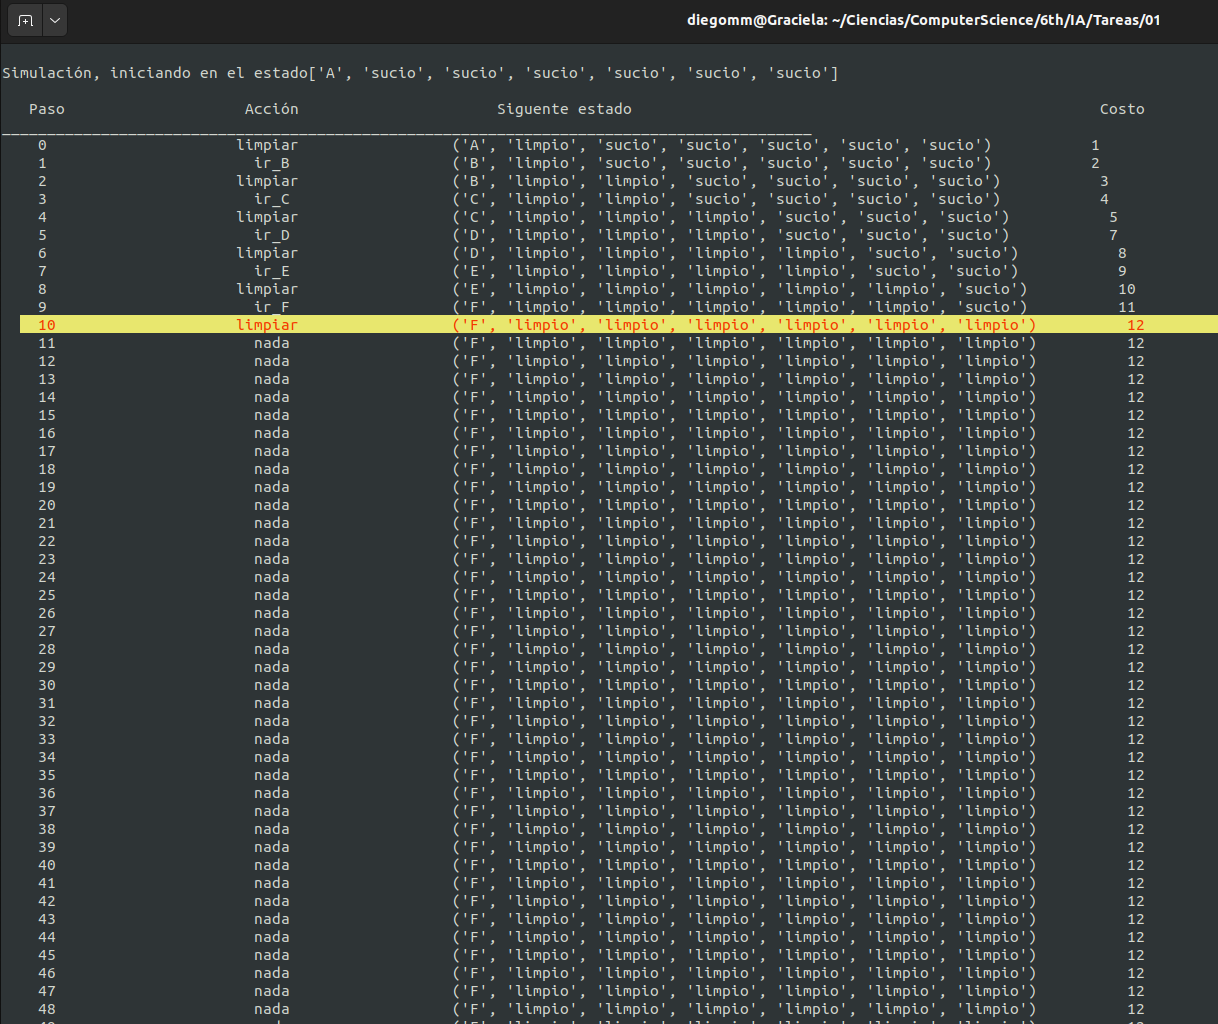 diegomm@Graciela: ~/Ciencias/ComputerScience/6th/IA/Tareas/01
Simulación, iniciando en el estado['A', 'sucio', 'sucio', 'sucio', 'sucio', 'sucio', 'sucio']
Paso Acción Siguente estado Costo
0 limpiar ('A', 'limpio', 'sucio', 'sucio', 'sucio', 'sucio', 'sucio') 1
1 ir_B ('B', 'limpio', 'sucio', 'sucio', 'sucio', 'sucio', 'sucio') 2
2 limpiar ('B', 'limpio', 'limpio', 'sucio', 'sucio', 'sucio', 'sucio') 3
3 ir_C ('C', 'limpio', 'limpio', 'sucio', 'sucio', 'sucio', 'sucio') 4
4 limpiar ('C', 'limpio', 'limpio', 'limpio', 'sucio', 'sucio', 'sucio') 5
5 ir_D ('D', 'limpio', 'limpio', 'limpio', 'sucio', 'sucio', 'sucio') 7
6 limpiar ('D', 'limpio', 'limpio', 'limpio', 'limpio', 'sucio', 'sucio') 8
7 ir_E ('E', 'limpio', 'limpio', 'limpio', 'limpio', 'sucio', 'sucio') 9
8 limpiar ('E', 'limpio', 'limpio', 'limpio', 'limpio', 'limpio', 'sucio') 10
9 ir_F ('F', 'limpio', 'limpio', 'limpio', 'limpio', 'limpio', 'sucio') 11
10 limpiar ('F', 'limpio', 'limpio', 'limpio', 'limpio', 'limpio', 'limpio') 12
11 nada ('F', 'limpio', 'limpio', 'limpio', 'limpio', 'limpio', 'limpio') 12
12 nada ('F', 'limpio', 'limpio', 'limpio', 'limpio', 'limpio', 'limpio') 12
13 nada ('F', 'limpio', 'limpio', 'limpio', 'limpio', 'limpio', 'limpio') 12
14 nada ('F', 'limpio', 'limpio', 'limpio', 'limpio', 'limpio', 'limpio') 12
15 nada ('F', 'limpio', 'limpio', 'limpio', 'limpio', 'limpio', 'limpio') 12
16 nada ('F', 'limpio', 'limpio', 'limpio', 'limpio', 'limpio', 'limpio') 12
17 nada ('F', 'limpio', 'limpio', 'limpio', 'limpio', 'limpio', 'limpio') 12
18 nada ('F', 'limpio', 'limpio', 'limpio', 'limpio', 'limpio', 'limpio') 12
19 nada ('F', 'limpio', 'limpio', 'limpio', 'limpio', 'limpio', 'limpio') 12
20 nada ('F', 'limpio', 'limpio', 'limpio', 'limpio', 'limpio', 'limpio') 12
21 nada ('F', 'limpio', 'limpio', 'limpio', 'limpio', 'limpio', 'limpio') 12
22 nada ('F', 'limpio', 'limpio', 'limpio', 'limpio', 'limpio', 'limpio') 12
23 nada ('F', 'limpio', 'limpio', 'limpio', 'limpio', 'limpio', 'limpio') 12
24 nada ('F', 'limpio', 'limpio', 'limpio', 'limpio', 'limpio', 'limpio') 12
25 nada ('F', 'limpio', 'limpio', 'limpio', 'limpio', 'limpio', 'limpio') 12
26 nada ('F', 'limpio', 'limpio', 'limpio', 'limpio', 'limpio', 'limpio') 12
27 nada ('F', 'limpio', 'limpio', 'limpio', 'limpio', 'limpio', 'limpio') 12
28 nada ('F', 'limpio', 'limpio', 'limpio', 'limpio', 'limpio', 'limpio') 12
29 nada ('F', 'limpio', 'limpio', 'limpio', 'limpio', 'limpio', 'limpio') 12
30 nada ('F', 'limpio', 'limpio', 'limpio', 'limpio', 'limpio', 'limpio') 12
31 nada ('F', 'limpio', 'limpio', 'limpio', 'limpio', 'limpio', 'limpio') 12
32 nada ('F', 'limpio', 'limpio', 'limpio', 'limpio', 'limpio', 'limpio') 12
33 nada ('F', 'limpio', 'limpio', 'limpio', 'limpio', 'limpio', 'limpio') 12
34 nada ('F', 'limpio', 'limpio', 'limpio', 'limpio', 'limpio', 'limpio') 12
35 nada ('F', 'limpio', 'limpio', 'limpio', 'limpio', 'limpio', 'limpio') 12
36 nada ('F', 'limpio', 'limpio', 'limpio', 'limpio', 'limpio', 'limpio') 12
37 nada ('F', 'limpio', 'limpio', 'limpio', 'limpio', 'limpio', 'limpio') 12
38 nada ('F', 'limpio', 'limpio', 'limpio', 'limpio', 'limpio', 'limpio') 12
39 nada ('F', 'limpio', 'limpio', 'limpio', 'limpio', 'limpio', 'limpio') 12
40 nada ('F', 'limpio', 'limpio', 'limpio', 'limpio', 'limpio', 'limpio') 12
41 nada ('F', 'limpio', 'limpio', 'limpio', 'limpio', 'limpio', 'limpio') 12
42 nada ('F', 'limpio', 'limpio', 'limpio', 'limpio', 'limpio', 'limpio') 12
43 nada ('F', 'limpio', 'limpio', 'limpio', 'limpio', 'limpio', 'limpio') 12
44 nada ('F', 'limpio', 'limpio', 'limpio', 'limpio', 'limpio', 'limpio') 12
45 nada ('F', 'limpio', 'limpio', 'limpio', 'limpio', 'limpio', 'limpio') 12
46 nada ('F', 'limpio', 'limpio', 'limpio', 'limpio', 'limpio', 'limpio') 12
47 nada ('F', 'limpio', 'limpio', 'limpio', 'limpio', 'limpio', 'limpio') 12
48 nada ('F', 'limpio', 'limpio', 'limpio', 'limpio', 'limpio', 'limpio') 12